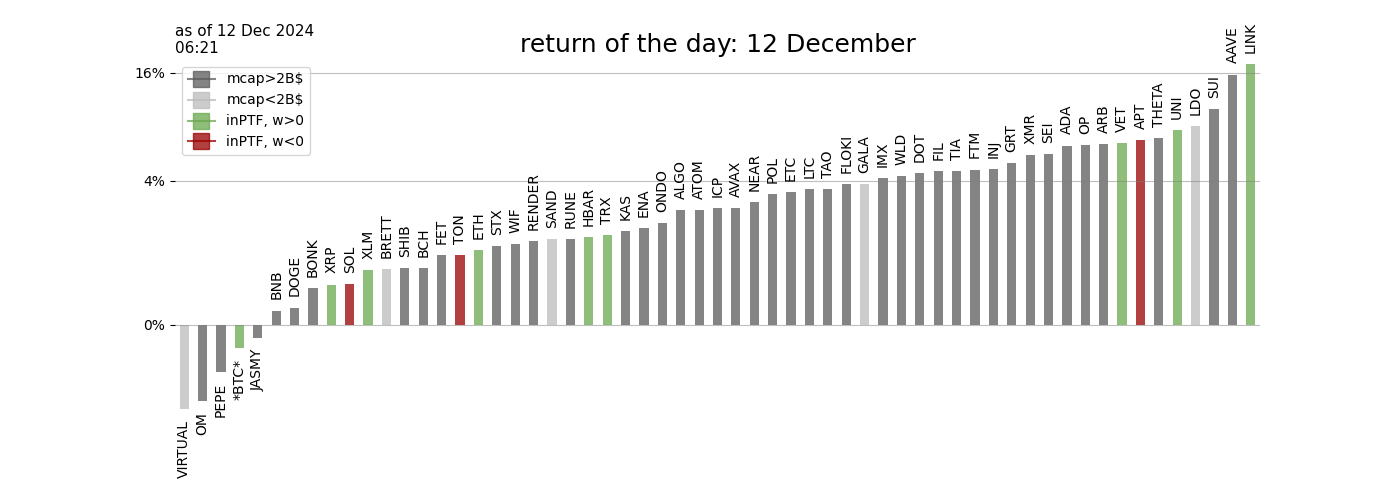 as of 12 Dec 2024
06:21
return of the day: 12 December
mcap>2B$
mcap<2B$
inPTF, w>0
inPTF, w<0
16%
4%
0%
VIRTUAL
OM
PEPE
*BTC*
JASMY
BNB
DOGE
BONK
XRP
SOL
XLM
BRETT
SHIB
BCH
FET
TON
ETH
STX
WIF
RENDER
SAND
RUNE
HBAR
TRX
KAS
ENA
ONDO
ALGO
ATOM
ICP
AVAX
NEAR
POL
ETC
LTC
TAO
FLOKI
GALA
IMX
WLD
DOT
FIL
TIA
FTM
INJ
GRT
XMR
SEI
ADA
OP
ARB
VET
APT
THETA
UNI
LDO
SUI
AAVE
LINK